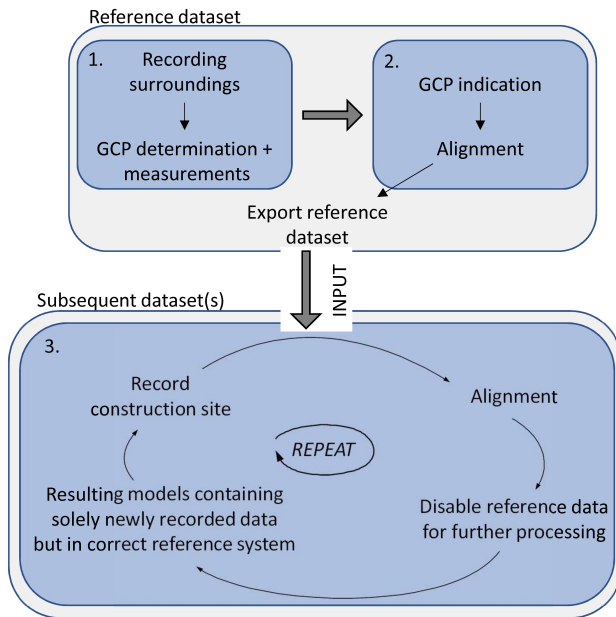 Reference dataset
1.
Recording
surroundings
GCP determination +
measurements
2.
GCP indication
Alignment
Export reference
dataset
INPUT
Subsequent dataset(s)
3.
Record
construction site
Alignment
REPEAT
Resulting models containing
solely newly recorded data
but in correct reference system
Disable reference data
for further processing